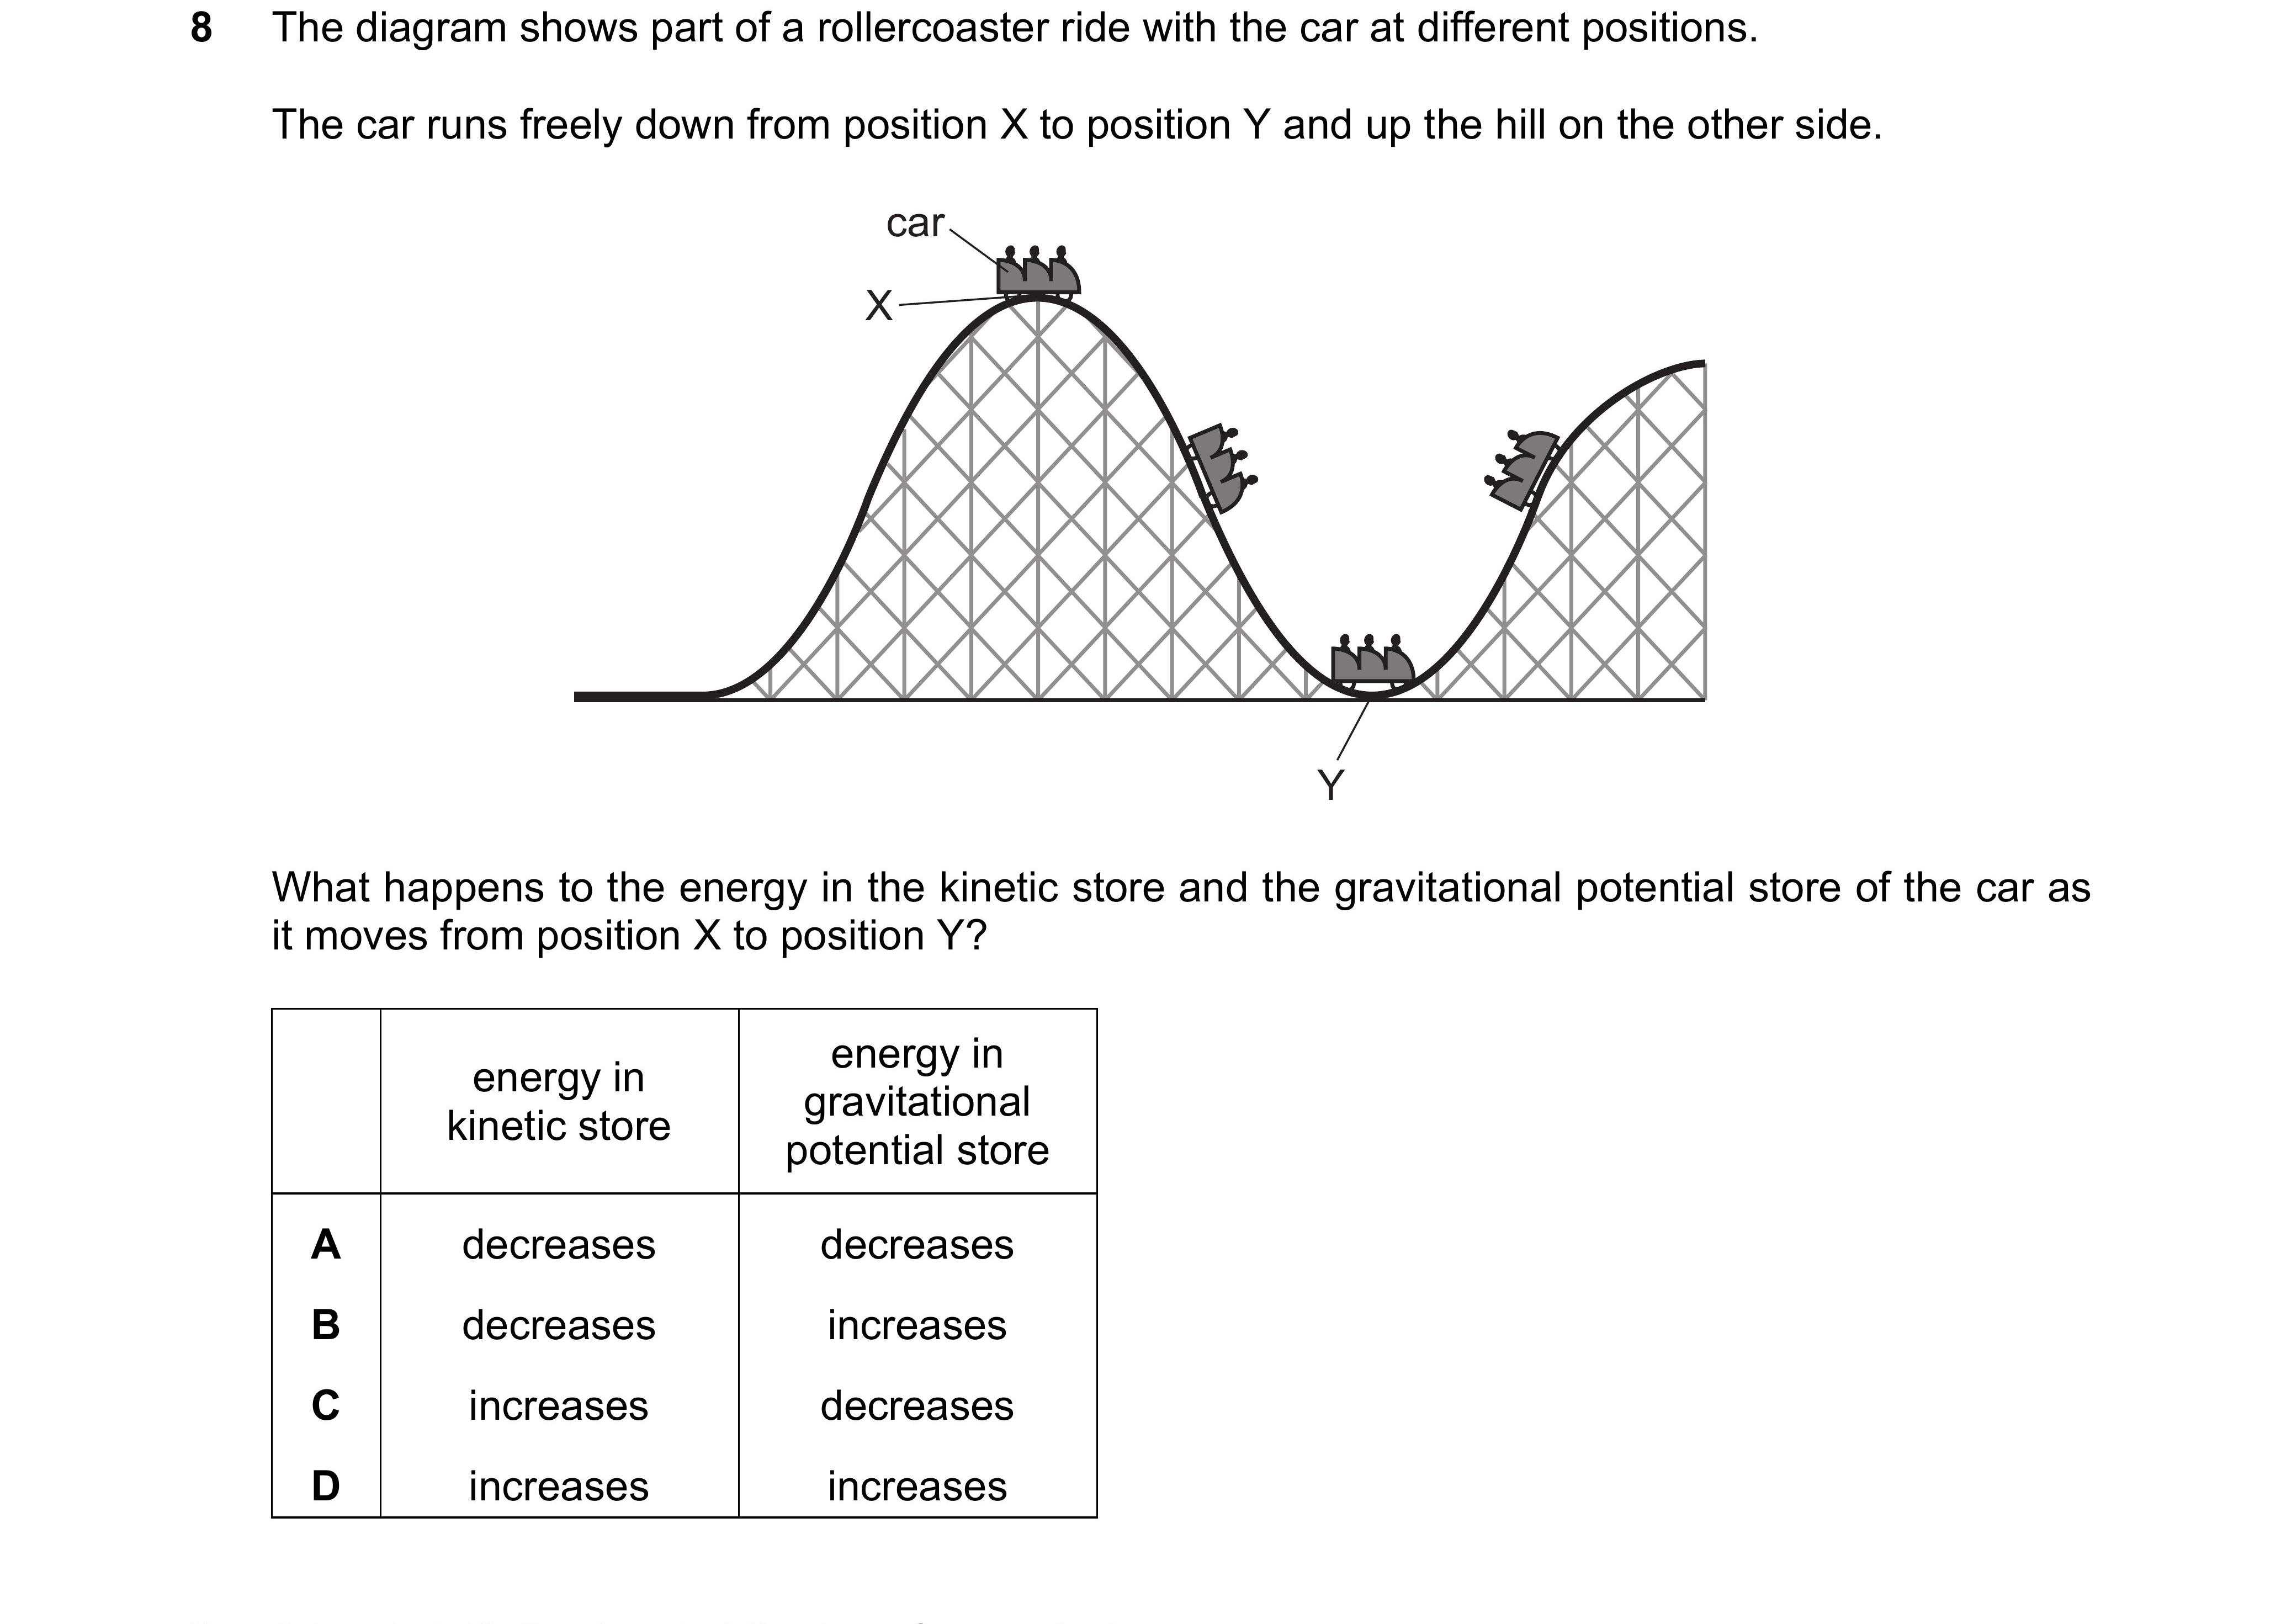 8 The diagram shows part of a rollercoaster ride with the car at different positions.
The car runs freely down from position X to position Y and up the hill on the other side.
car
X
Y
What happens to the energy in the kinetic store and the gravitational potential store of the car as
it moves from position X to position Y?
energy in
kinetic store
energy in
gravitational
potential store
A decreases decreases
B decreases increases
C increases decreases
D increases increases